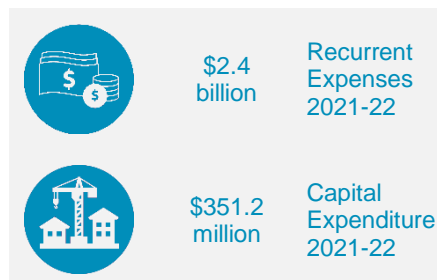 $2.4
billion
Recurrent
Expenses
2021-22
$351.2
million
Capital
Expenditure
2021-22